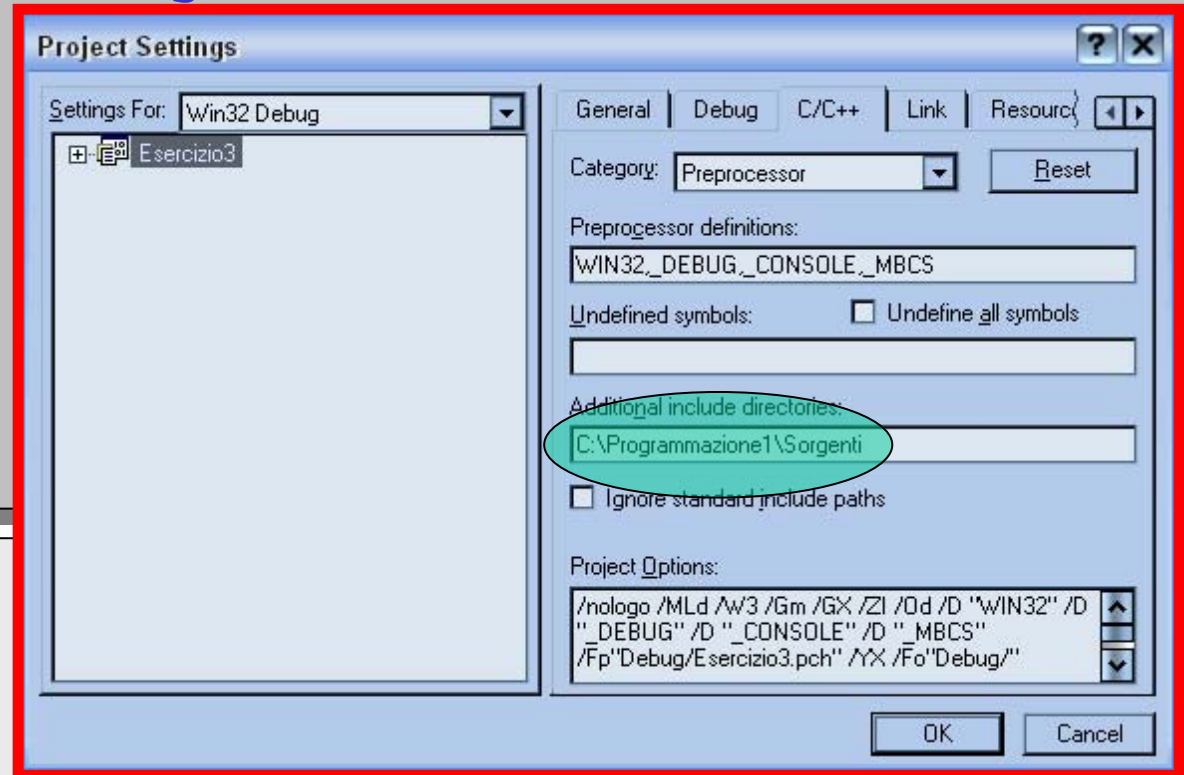 Project Settings
Settings For: Win32 Debug
Esercizio3
General Debug C/C++ Link Resourc
Category: Preprocessor Reset
Preprocessor definitions:
WIN32,_DEBUG,_CONSOLE,_MBCS
Undefined symbols: Undefine all symbols
Additional include directories:
C:\Programmazione1\Sorgenti
Ignore standard include paths
Project Options:
/nologo /MLd /W3 /Gm /GX /ZI /Od /D "WIN32" /D
"_DEBUG" /D "_CONSOLE" /D "_MBCS"
/Fp"Debug/Esercizio3.pch" /YX /Fo"Debug/"
OK Cancel